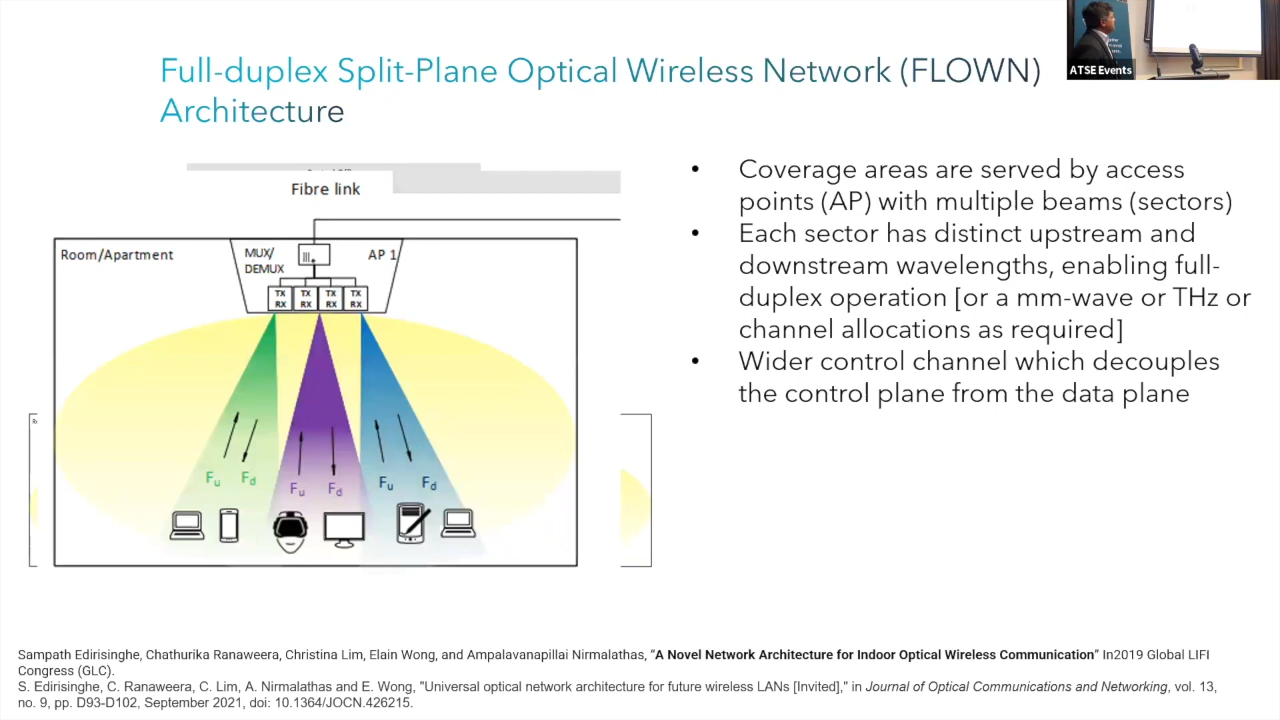 Full-duplex Split-Plane Optical Wireless Network (FLOWN)
Architecture
ATSE Events
Fibre link
Room/Apartment
MUX/
DEMUX
AP 1
TX TX TX TX
RX RX RX RX
Fu Fd Fu Fd Fu Fd
• Coverage areas are served by access
points (AP) with multiple beams (sectors)
• Each sector has distinct upstream and
downstream wavelengths, enabling full-
duplex operation [or a mm-wave or THz or
channel allocations as required]
• Wider control channel which decouples
the control plane from the data plane
Sampath Edirisinghe, Chathurika Ranaweera, Christina Lim, Elain Wong, and Ampalavanapillai Nirmalathas, “A Novel Network Architecture for Indoor Optical Wireless Communication” In2019 Global LIFI
Congress (GLC).
S. Edirisinghe, C. Ranaweera, C. Lim, A. Nirmalathas and E. Wong, "Universal optical network architecture for future wireless LANs [Invited]," in Journal of Optical Communications and Networking, vol. 13,
no. 9, pp. D93-D102, September 2021, doi: 10.1364/JOCN.426215.